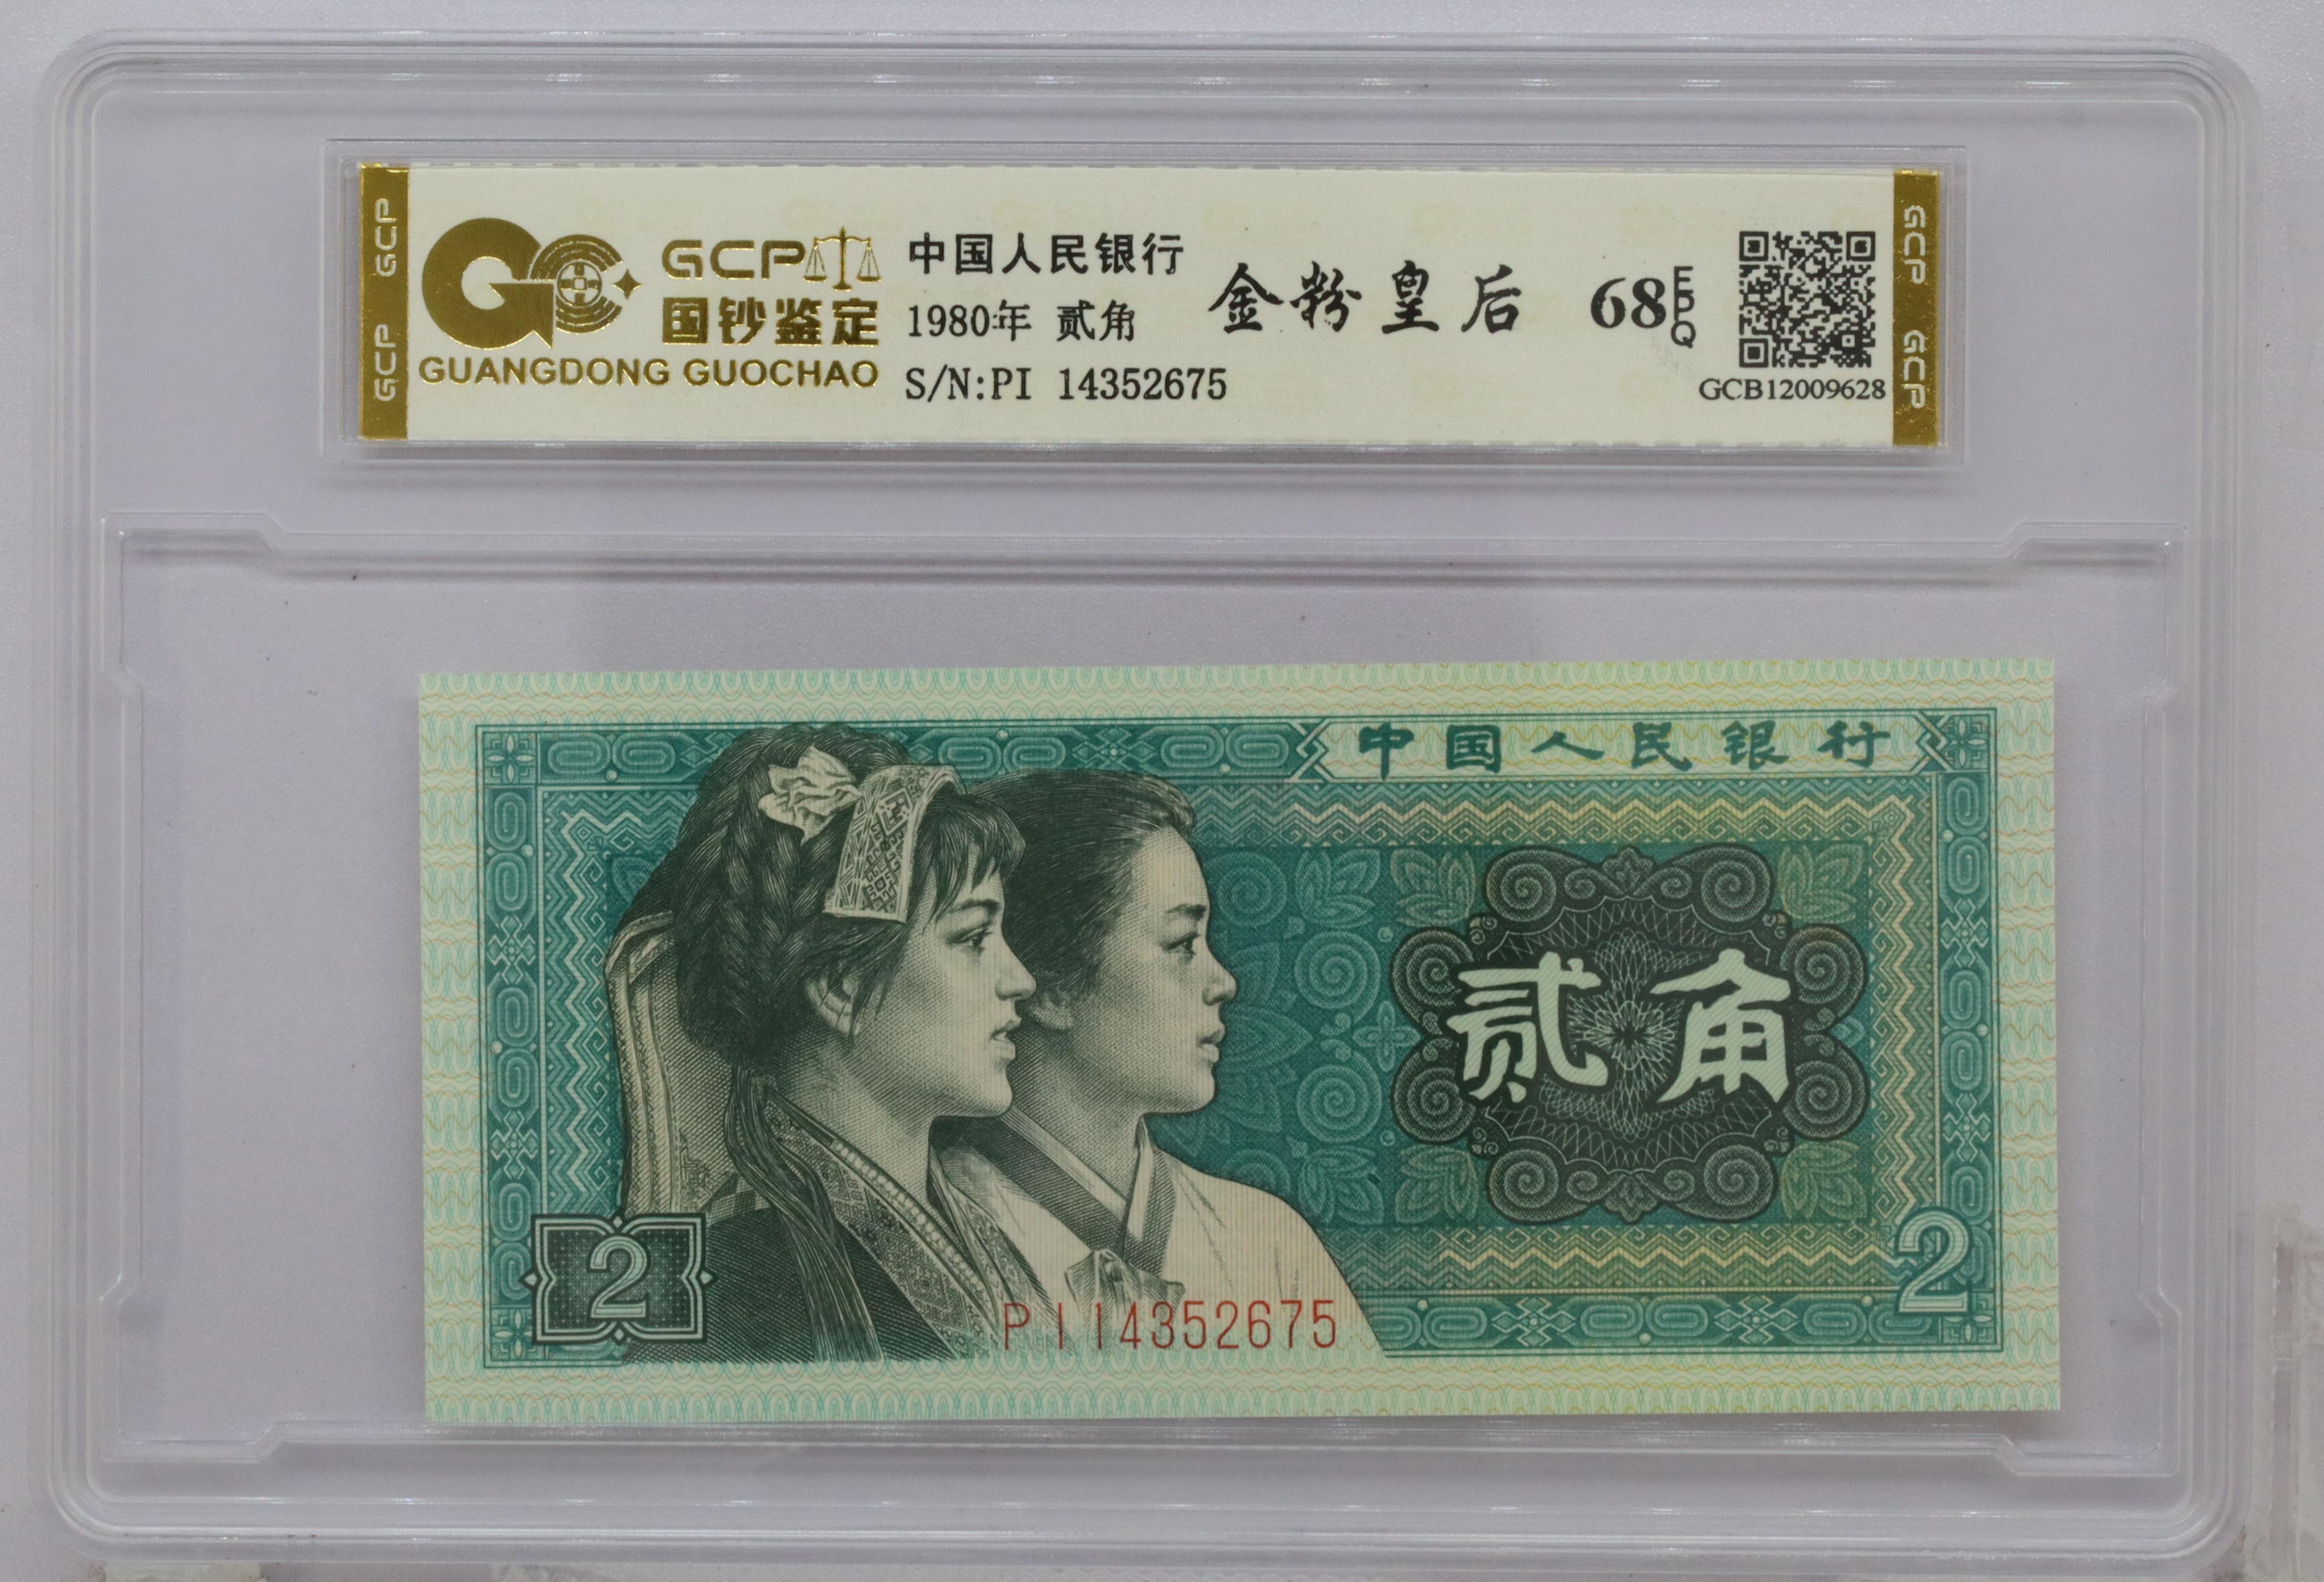 GCP GCP
GCP
国钞鉴定
GUANGDONG GUOCHAO
中国人民银行
1980年 贰角
S/N:PI 14352675
金粉皇后
68 EPQ
GCB12009628
GCP GCP
中国人民银行
贰角
2
2
PI 14352675